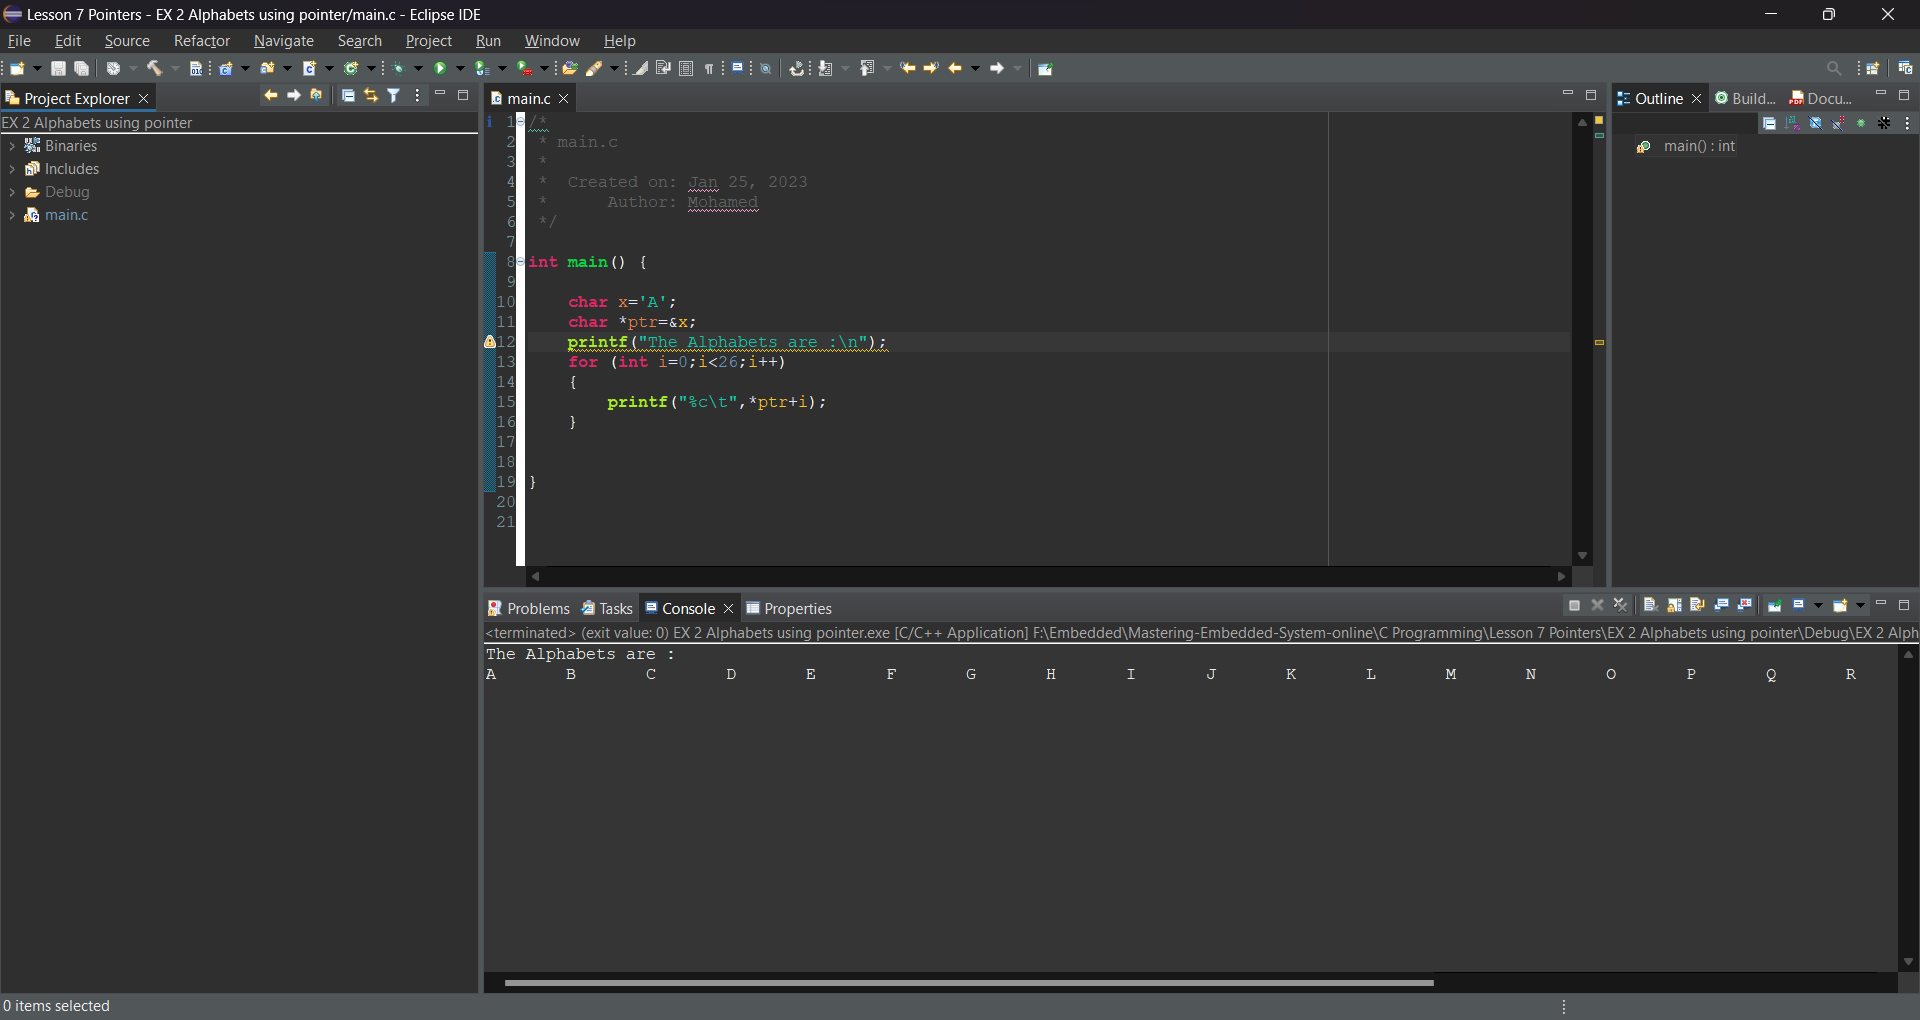 Lesson 7 Pointers - EX 2 Alphabets using pointer/main.c - Eclipse IDE
File Edit Source Refactor Navigate Search Project Run Window Help
Project Explorer
EX 2 Alphabets using pointer
Binaries
Includes
Debug
main.c
main.c
1 /*
2  * main.c
3  *
4  *  Created on: Jan 25, 2023
5  *      Author: Mohamed
6  */
7
8 int main() {
9
10     char x='A';
11     char *ptr=&x;
12     printf("The Alphabets are :\n");
13     for (int i=0;i<26;i++)
14     {
15         printf("%c\t",*ptr+i);
16     }
17
18
19 }
20
21
Outline Build... Docu...
main() : int
Problems Tasks Console Properties
<terminated> (exit value: 0) EX 2 Alphabets using pointer.exe [C/C++ Application] F:\Embedded\Mastering-Embedded-System-online\C Programming\Lesson 7 Pointers\EX 2 Alphabets using pointer\Debug\EX 2 Alph
The Alphabets are :
A B C D E F G H I J K L M N O P Q R
0 items selected